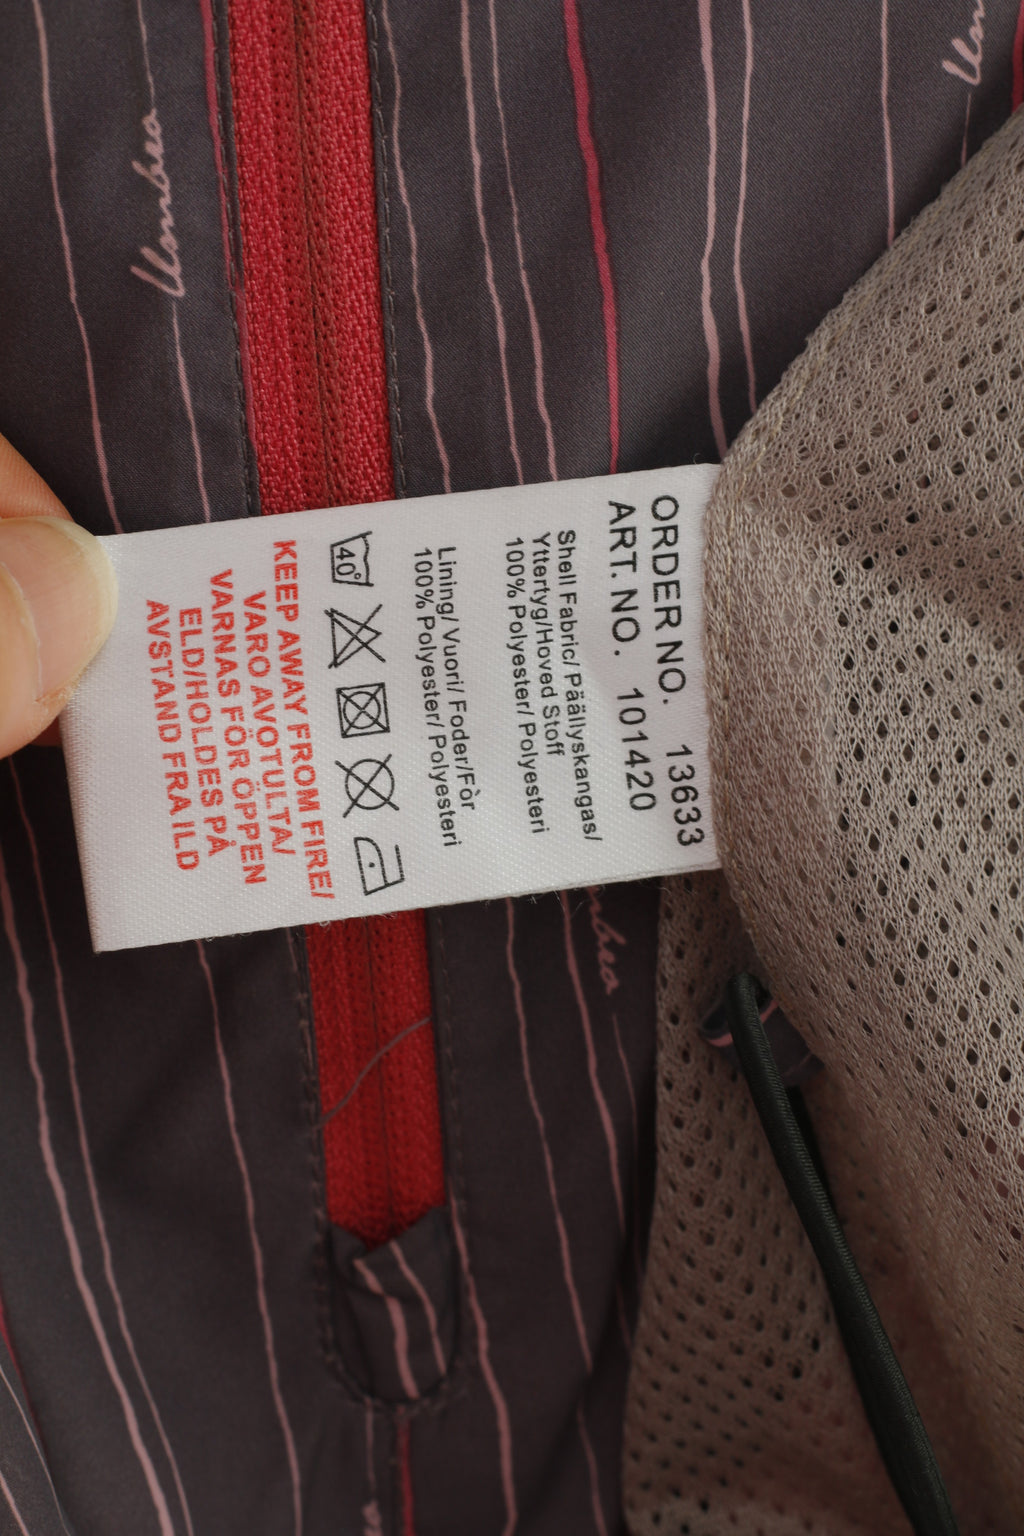 ORDER NO. 13633
ART. NO. 101420
Shell Fabric/ Päällyskangas/
Yttertyg/Hoved Stoff
100% Polyester/ Polyesteri
Lining/ Vuori/ Foder/Fòr
100% Polyester/ Polyesteri
40°
KEEP AWAY FROM FIRE/
VARO AVOTULTA/
VARNAS FÖR ÖPPEN
ELD/HOLDES PÅ
AVSTAND FRA ILD